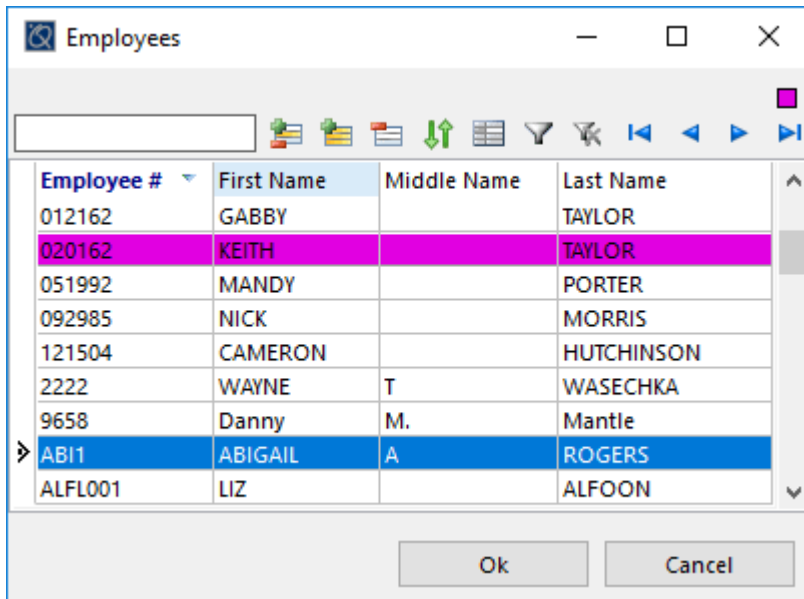 Employees
Employee # First Name Middle Name Last Name
012162 GABBY TAYLOR
020162 KEITH TAYLOR
051992 MANDY PORTER
092985 NICK MORRIS
121504 CAMERON HUTCHINSON
2222 WAYNE T WASECHKA
9658 Danny M. Mantle
ABI1 ABIGAIL A ROGERS
ALFL001 LIZ ALFOON
Ok Cancel